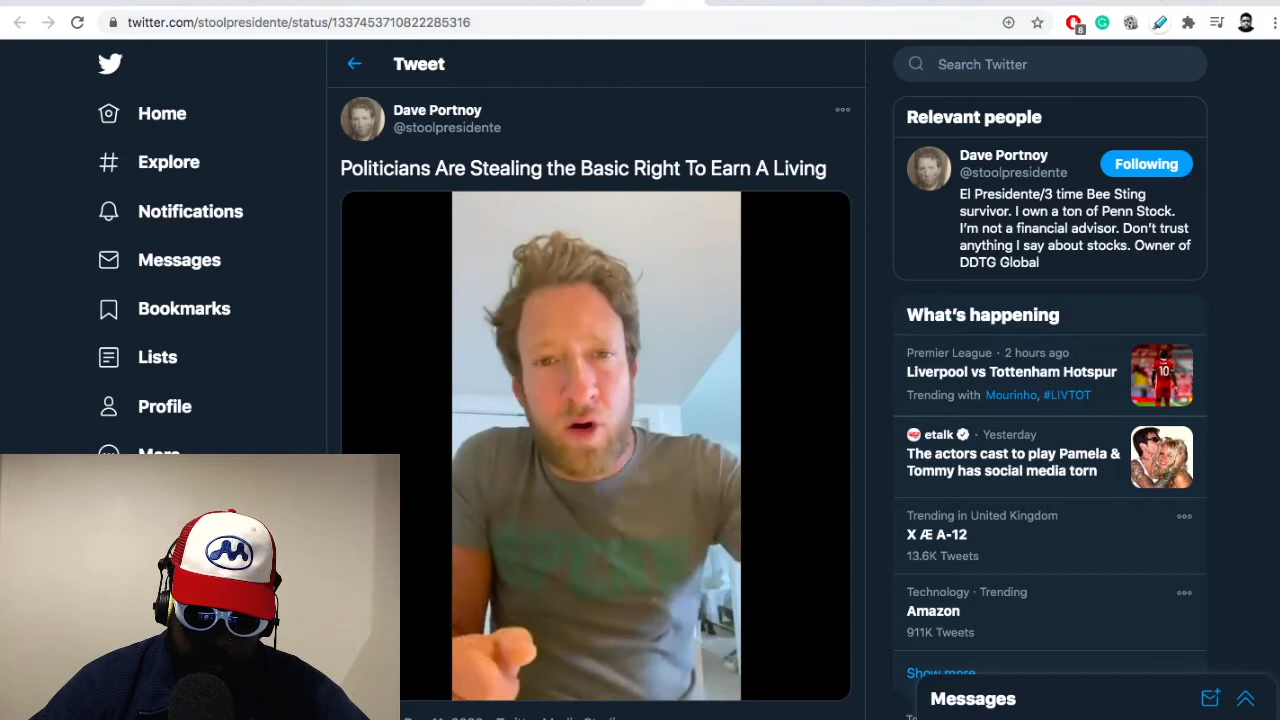 twitter.com/stoolpresidente/status/1337453710822285316
8
Home
Explore
Notifications
Messages
Bookmarks
Lists
Profile
More
Tweet
Dave Portnoy
@stoolpresidente
Politicians Are Stealing the Basic Right To Earn A Living
Search Twitter
Relevant people
Dave Portnoy
@stoolpresidente
Following
El Presidente/3 time Bee Sting
survivor. I own a ton of Penn Stock.
I'm not a financial advisor. Don't trust
anything I say about stocks. Owner of
DDTG Global
What's happening
Premier League · 2 hours ago
Liverpool vs Tottenham Hotspur
Trending with Mourinho, #LIVTOT
10
etalk · Yesterday
The actors cast to play Pamela &
Tommy has social media torn
Trending in United Kingdom
X Æ A-12
13.6K Tweets
Technology · Trending
Amazon
911K Tweets
Show more
Messages
M